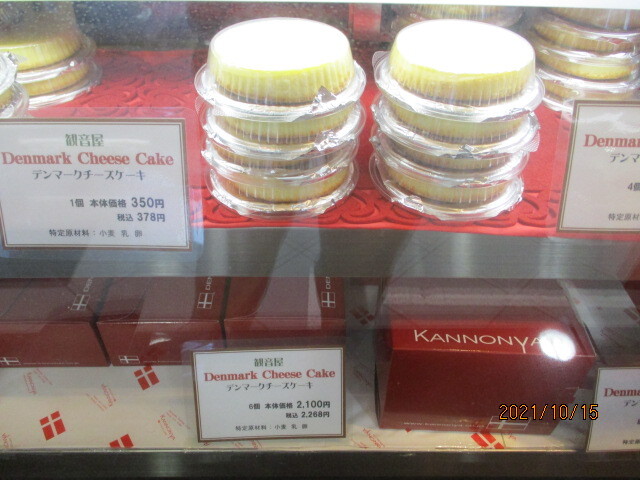 観音屋
Denmark Cheese Cake
デンマークチーズケーキ
1個 本体価格 350円
税込 378円
特定原材料：小麦 乳 卵
Denmar
デンマ
4個
特定原材
KANNONYA
観音屋
Denmark Cheese Cake
デンマークチーズケーキ
6個 本体価格 2,100円
税込 2,268円
特定原材料：小麦 乳 卵
2021/10/15